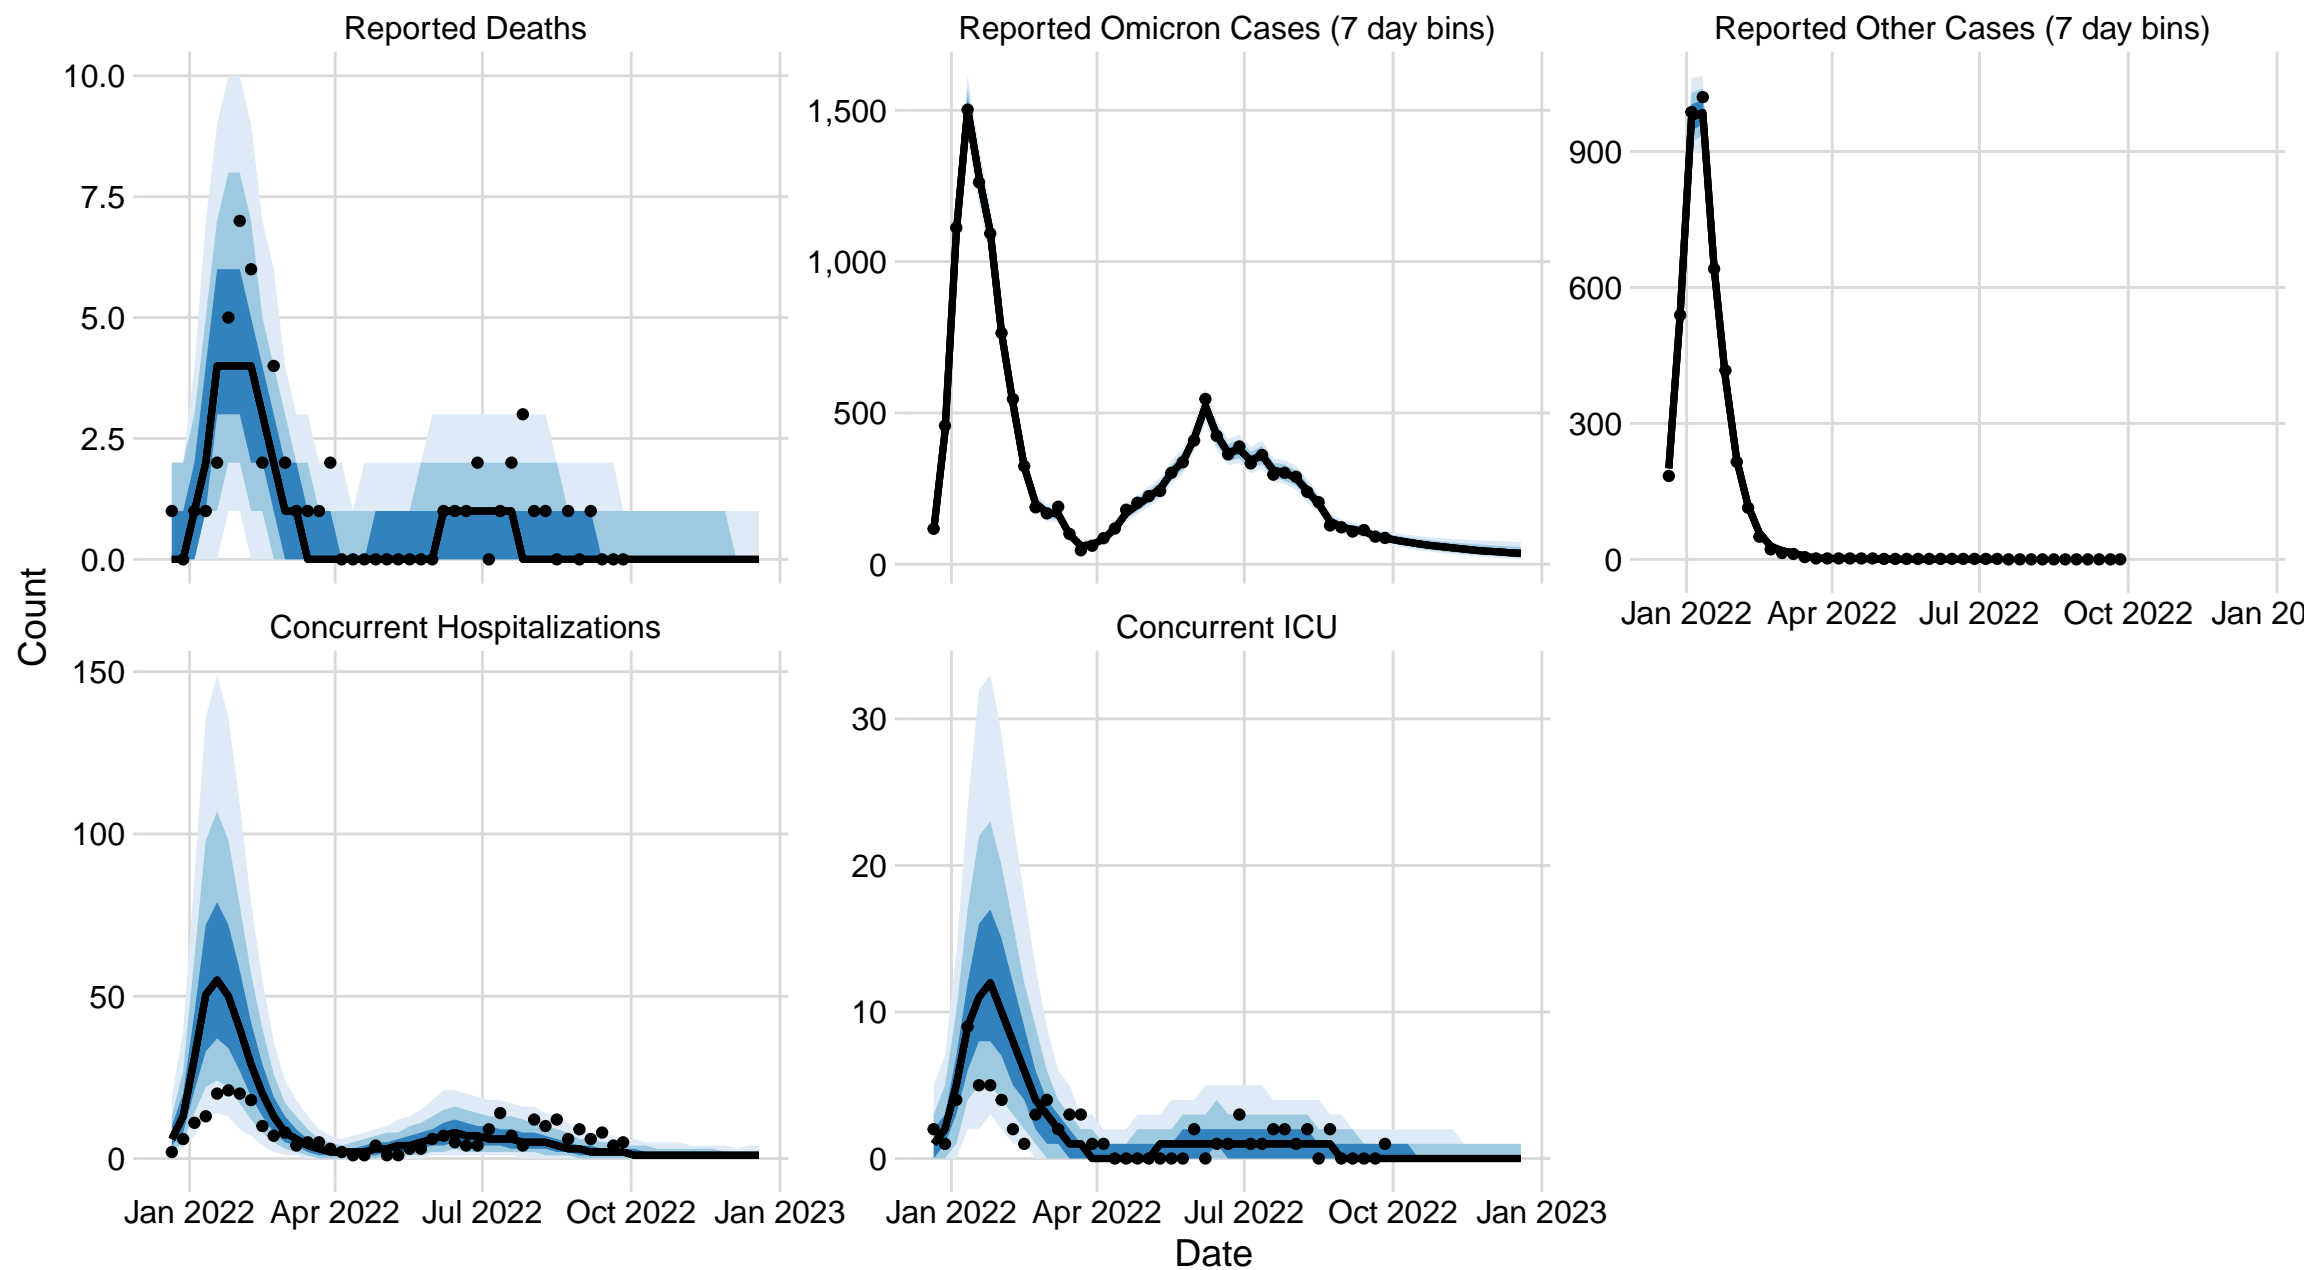 Reported Deaths
Reported Omicron Cases (7 day bins)
Reported Other Cases (7 day bins)
10.0
7.5
5.0
2.5
0.0
1,500
1,000
500
0
900
600
300
0
Jan 2022 Apr 2022 Jul 2022 Oct 2022 Jan 20
Count
Concurrent Hospitalizations
Concurrent ICU
150
100
50
0
30
20
10
0
Jan 2022 Apr 2022 Jul 2022 Oct 2022 Jan 2023
Jan 2022 Apr 2022 Jul 2022 Oct 2022 Jan 2023
Date